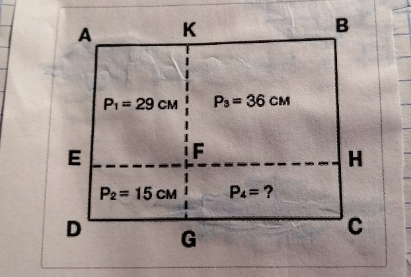 A K B
P₁ = 29 см P₃ = 36 см
E F H
P₂ = 15 см P₄ = ?
D G C